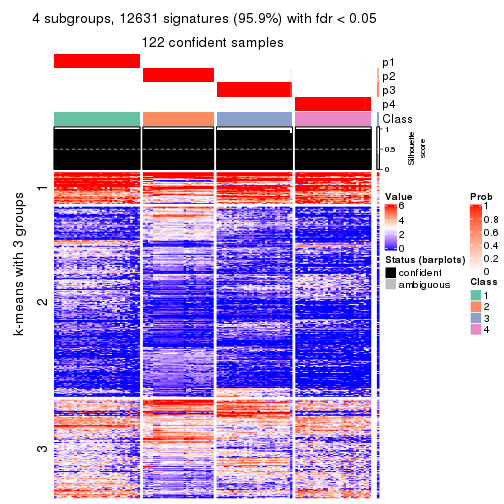 4 subgroups, 12631 signatures (95.9%) with fdr < 0.05
122 confident samples
p1
p2
p3
p4
Class
1
0.5
0
Silhouette
score
k-means with 3 groups
1
2
3
Value
6
4
2
0
Status (barplots)
confident
ambiguous
Prob
1
0.8
0.6
0.4
0.2
0
Class
1
2
3
4